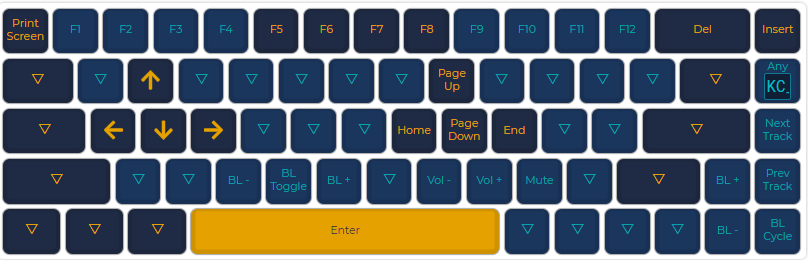 Print
Screen
F1
F2
F3
F4
F5
F6
F7
F8
F9
F10
F11
F12
Del
Insert
Page
Up
Any
KC_
Home
Page
Down
End
Next
Track
BL -
BL
Toggle
BL +
Vol -
Vol +
Mute
BL +
Prev
Track
Enter
BL -
BL
Cycle